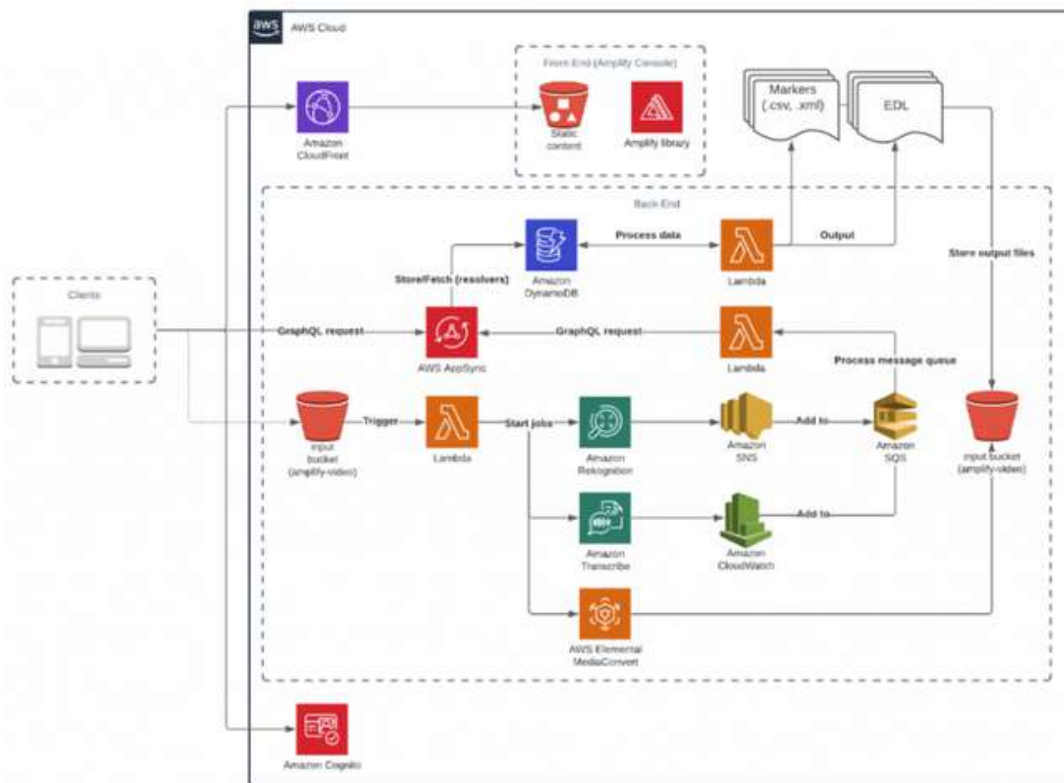 aws
AWS Cloud
Front-End (Amplify Console)
Static
content
Amplify library
Markers
(.csv, .xml)
EDL
Amazon
CloudFront
Back-End
Process data
Output
Store output files
Store/Fetch (resolvers)
Amazon
DynamoDB
Lambda
Clients
GraphQL request
AWS AppSync
GraphQL request
Lambda
Process message queue
Trigger
Start jobs
Add to
input
bucket
(amplify-video)
Lambda
Amazon
Rekognition
Amazon
SNS
Amazon
SQS
input bucket
(amplify-video)
Add to
Amazon
Transcribe
Amazon
CloudWatch
AWS Elemental
MediaConvert
Amazon Cognito